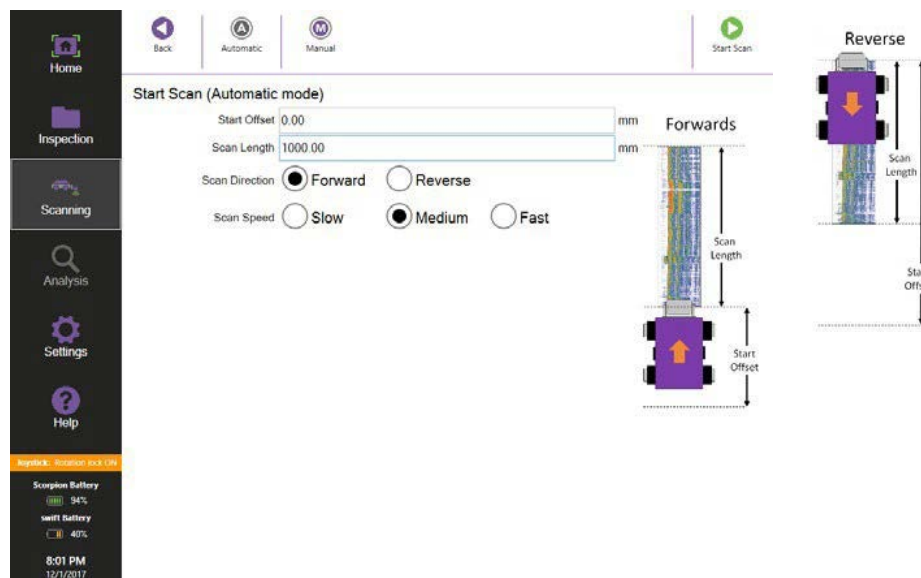 Home
Inspection
Scanning
Analysis
Settings
Help
Joystick: Rotation lock ON
Scorpion Battery
94%
swift Battery
40%
8:01 PM
12/1/2017
Back
A
Automatic
M
Manual
Start Scan
Start Scan (Automatic mode)
Start Offset 0.00 mm
Scan Length 1000.00 mm
Scan Direction Forward Reverse
Scan Speed Slow Medium Fast
Forwards
Scan
Length
Start
Offset
Reverse
Scan
Length
Sta
Offs